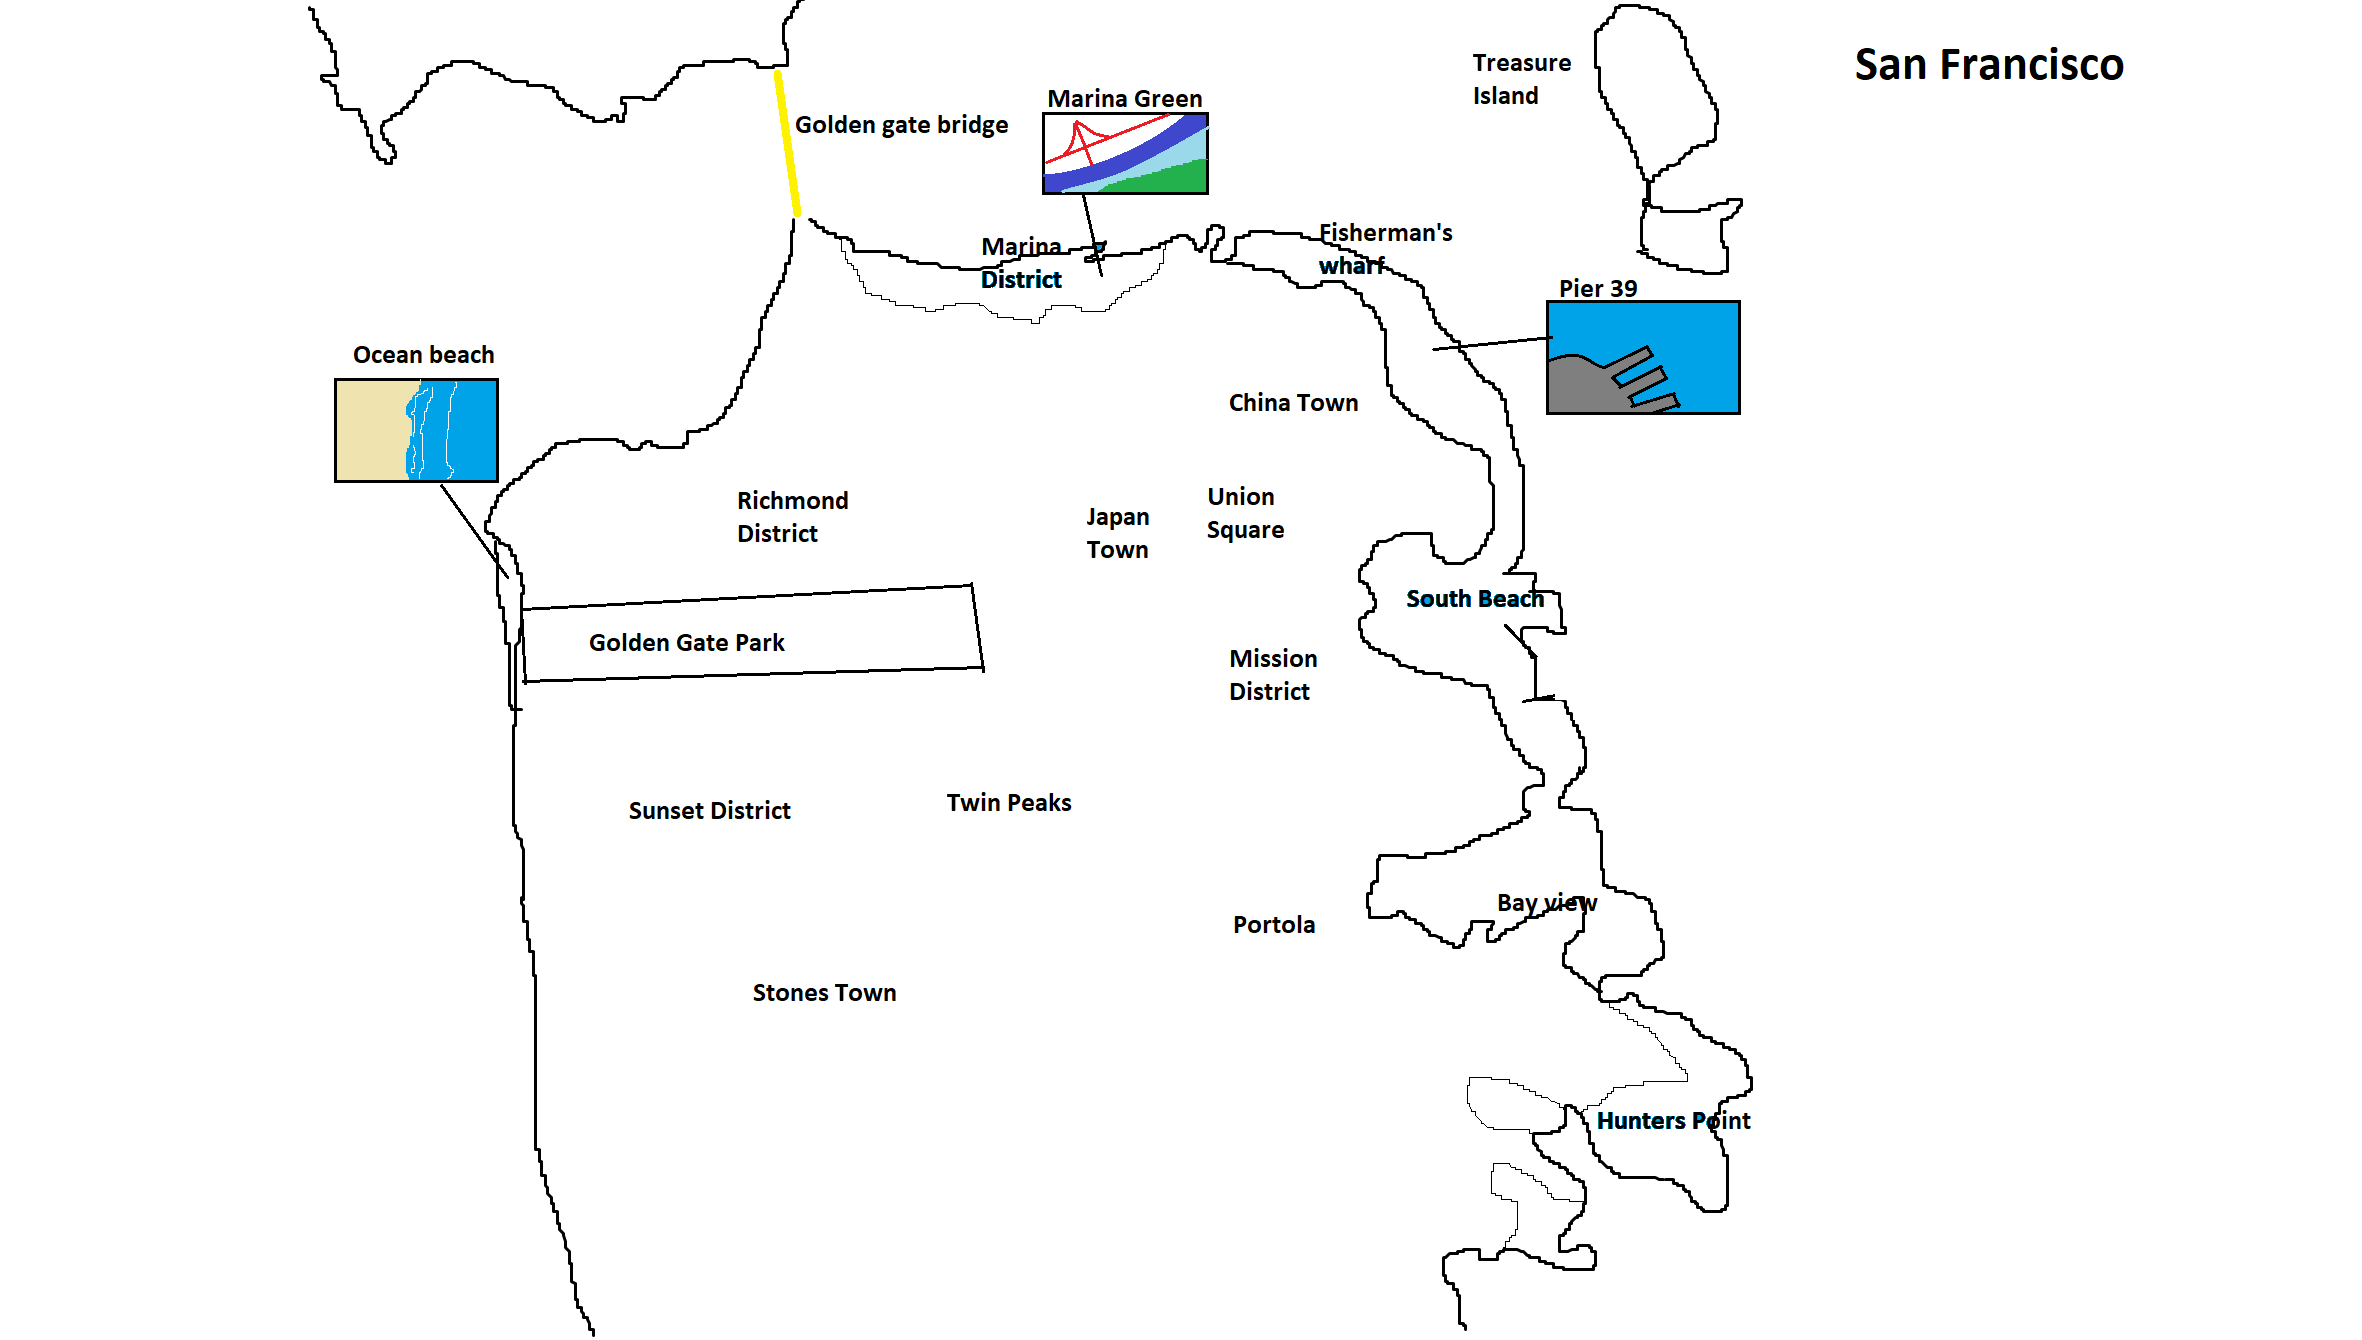 San Francisco
Treasure
Island
Marina Green
Golden gate bridge
Fisherman's
wharf
Marina
District
Pier 39
Ocean beach
China Town
Richmond
District
Japan
Town
Union
Square
South Beach
Golden Gate Park
Mission
District
Sunset District
Twin Peaks
Bay view
Portola
Stones Town
Hunters Point